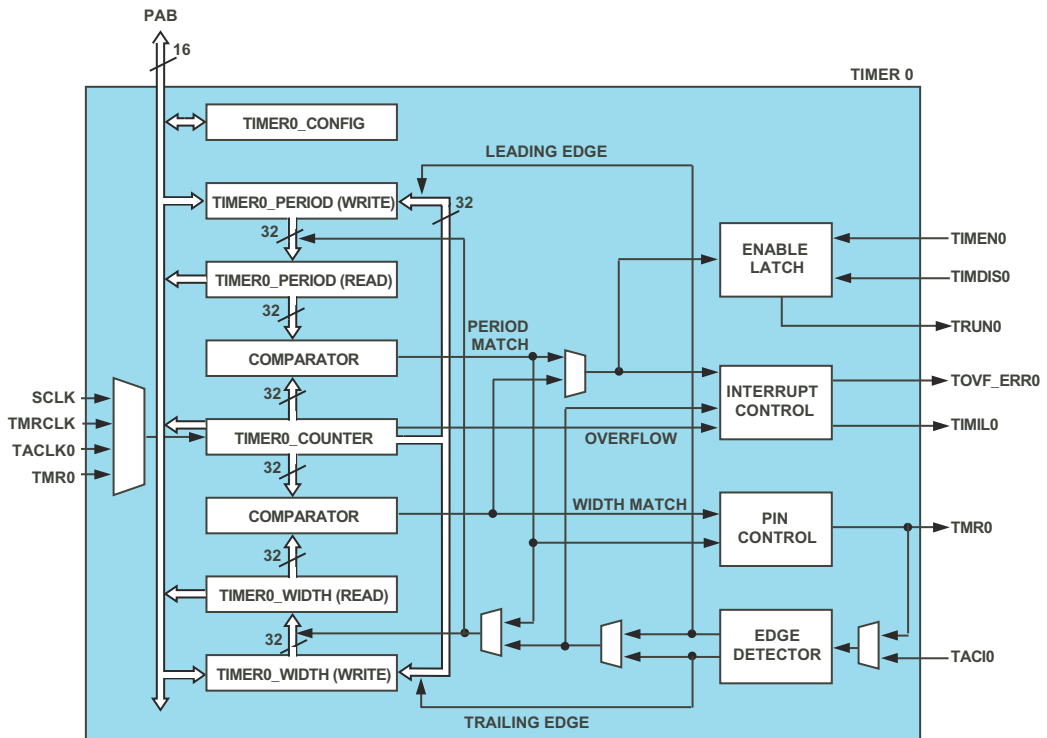 PAB
16
TIMER 0
TIMER0_CONFIG
LEADING EDGE
TIMER0_PERIOD (WRITE)
32
32
TIMEN0
ENABLE
LATCH
TIMER0_PERIOD (READ)
TIMDIS0
32
PERIOD
MATCH
TRUN0
COMPARATOR
32
TOVF_ERR0
INTERRUPT
CONTROL
SCLK
TMRCLK
TACLK0
TMR0
TIMER0_COUNTER
OVERFLOW
TIMIL0
32
WIDTH MATCH
COMPARATOR
PIN
CONTROL
TMR0
32
TIMER0_WIDTH (READ)
32
EDGE
DETECTOR
TACI0
TIMER0_WIDTH (WRITE)
TRAILING EDGE